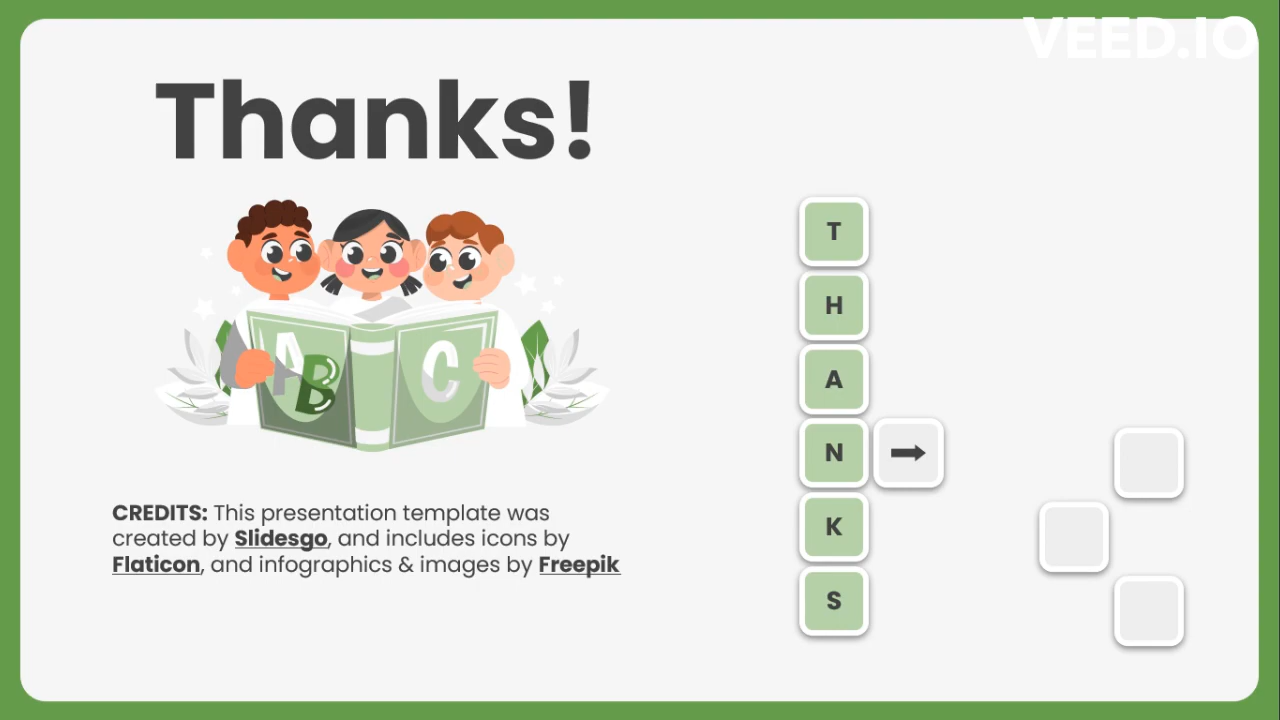 VEED.IO
Thanks!
A
B
C
CREDITS: This presentation template was
created by Slidesgo, and includes icons by
Flaticon, and infographics & images by Freepik
T
H
A
N
K
S